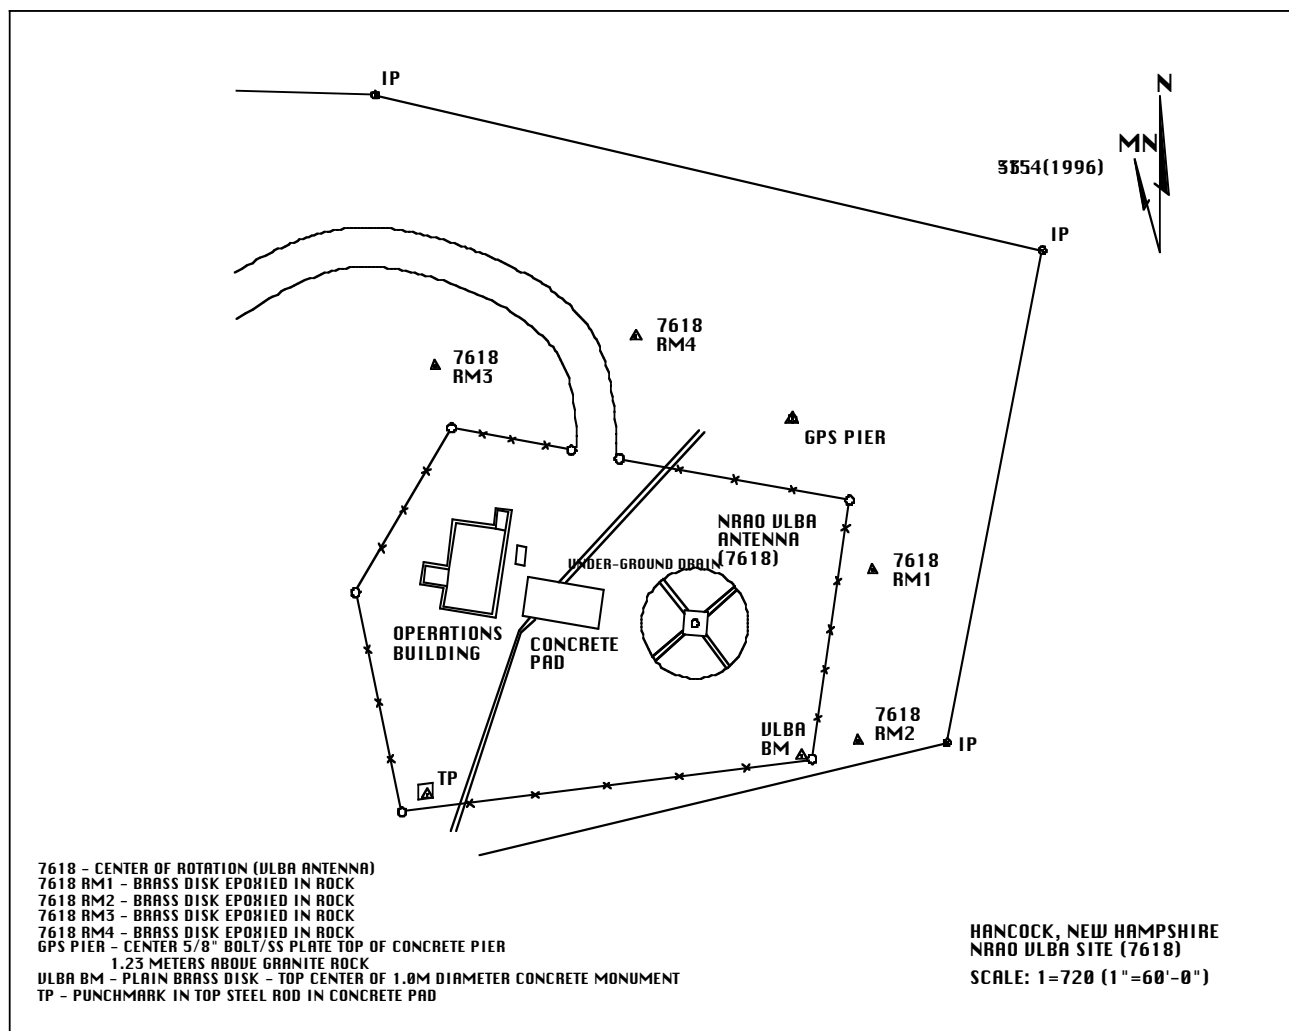 IP
N
MN
(1996)
IP
7618
RM4
7618
RM3
GPS PIER
NRAO VLBA
ANTENNA
(7618)
UNDER-GROUND DRAIN
7618
RM1
OPERATIONS
BUILDING
CONCRETE
PAD
7618
RM2
VLBA
BM
IP
TP
7618 - CENTER OF ROTATION (VLBA ANTENNA)
7618 RM1 - BRASS DISK EPOXIED IN ROCK
7618 RM2 - BRASS DISK EPOXIED IN ROCK
7618 RM3 - BRASS DISK EPOXIED IN ROCK
7618 RM4 - BRASS DISK EPOXIED IN ROCK
GPS PIER - CENTER 5/8" BOLT/SS PLATE TOP OF CONCRETE PIER
1.23 METERS ABOVE GRANITE ROCK
VLBA BM - PLAIN BRASS DISK - TOP CENTER OF 1.0M DIAMETER CONCRETE MONUMENT
TP - PUNCHMARK IN TOP STEEL ROD IN CONCRETE PAD
HANCOCK, NEW HAMPSHIRE
NRAO VLBA SITE (7618)
SCALE: 1=720 (1"=60'-0")